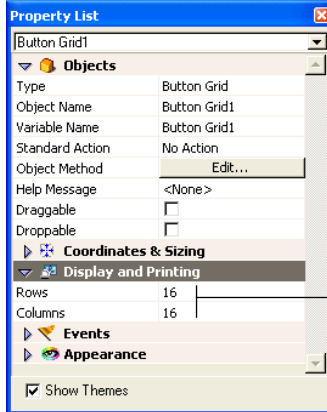 Property List
Button Grid1
Objects
Type Button Grid
Object Name Button Grid1
Variable Name Button Grid1
Standard Action No Action
Object Method Edit...
Help Message <None>
Draggable
Droppable
Coordinates & Sizing
Display and Printing
Rows 16
Columns 16
Events
Appearance
Show Themes